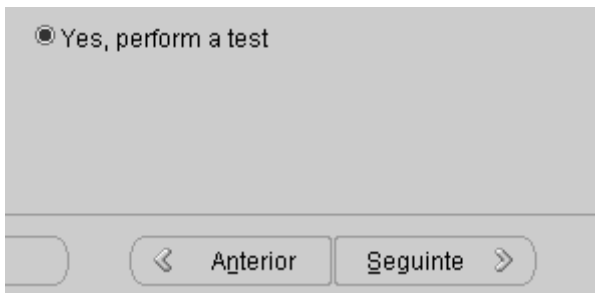 Yes, perform a test
Anterior Seguinte